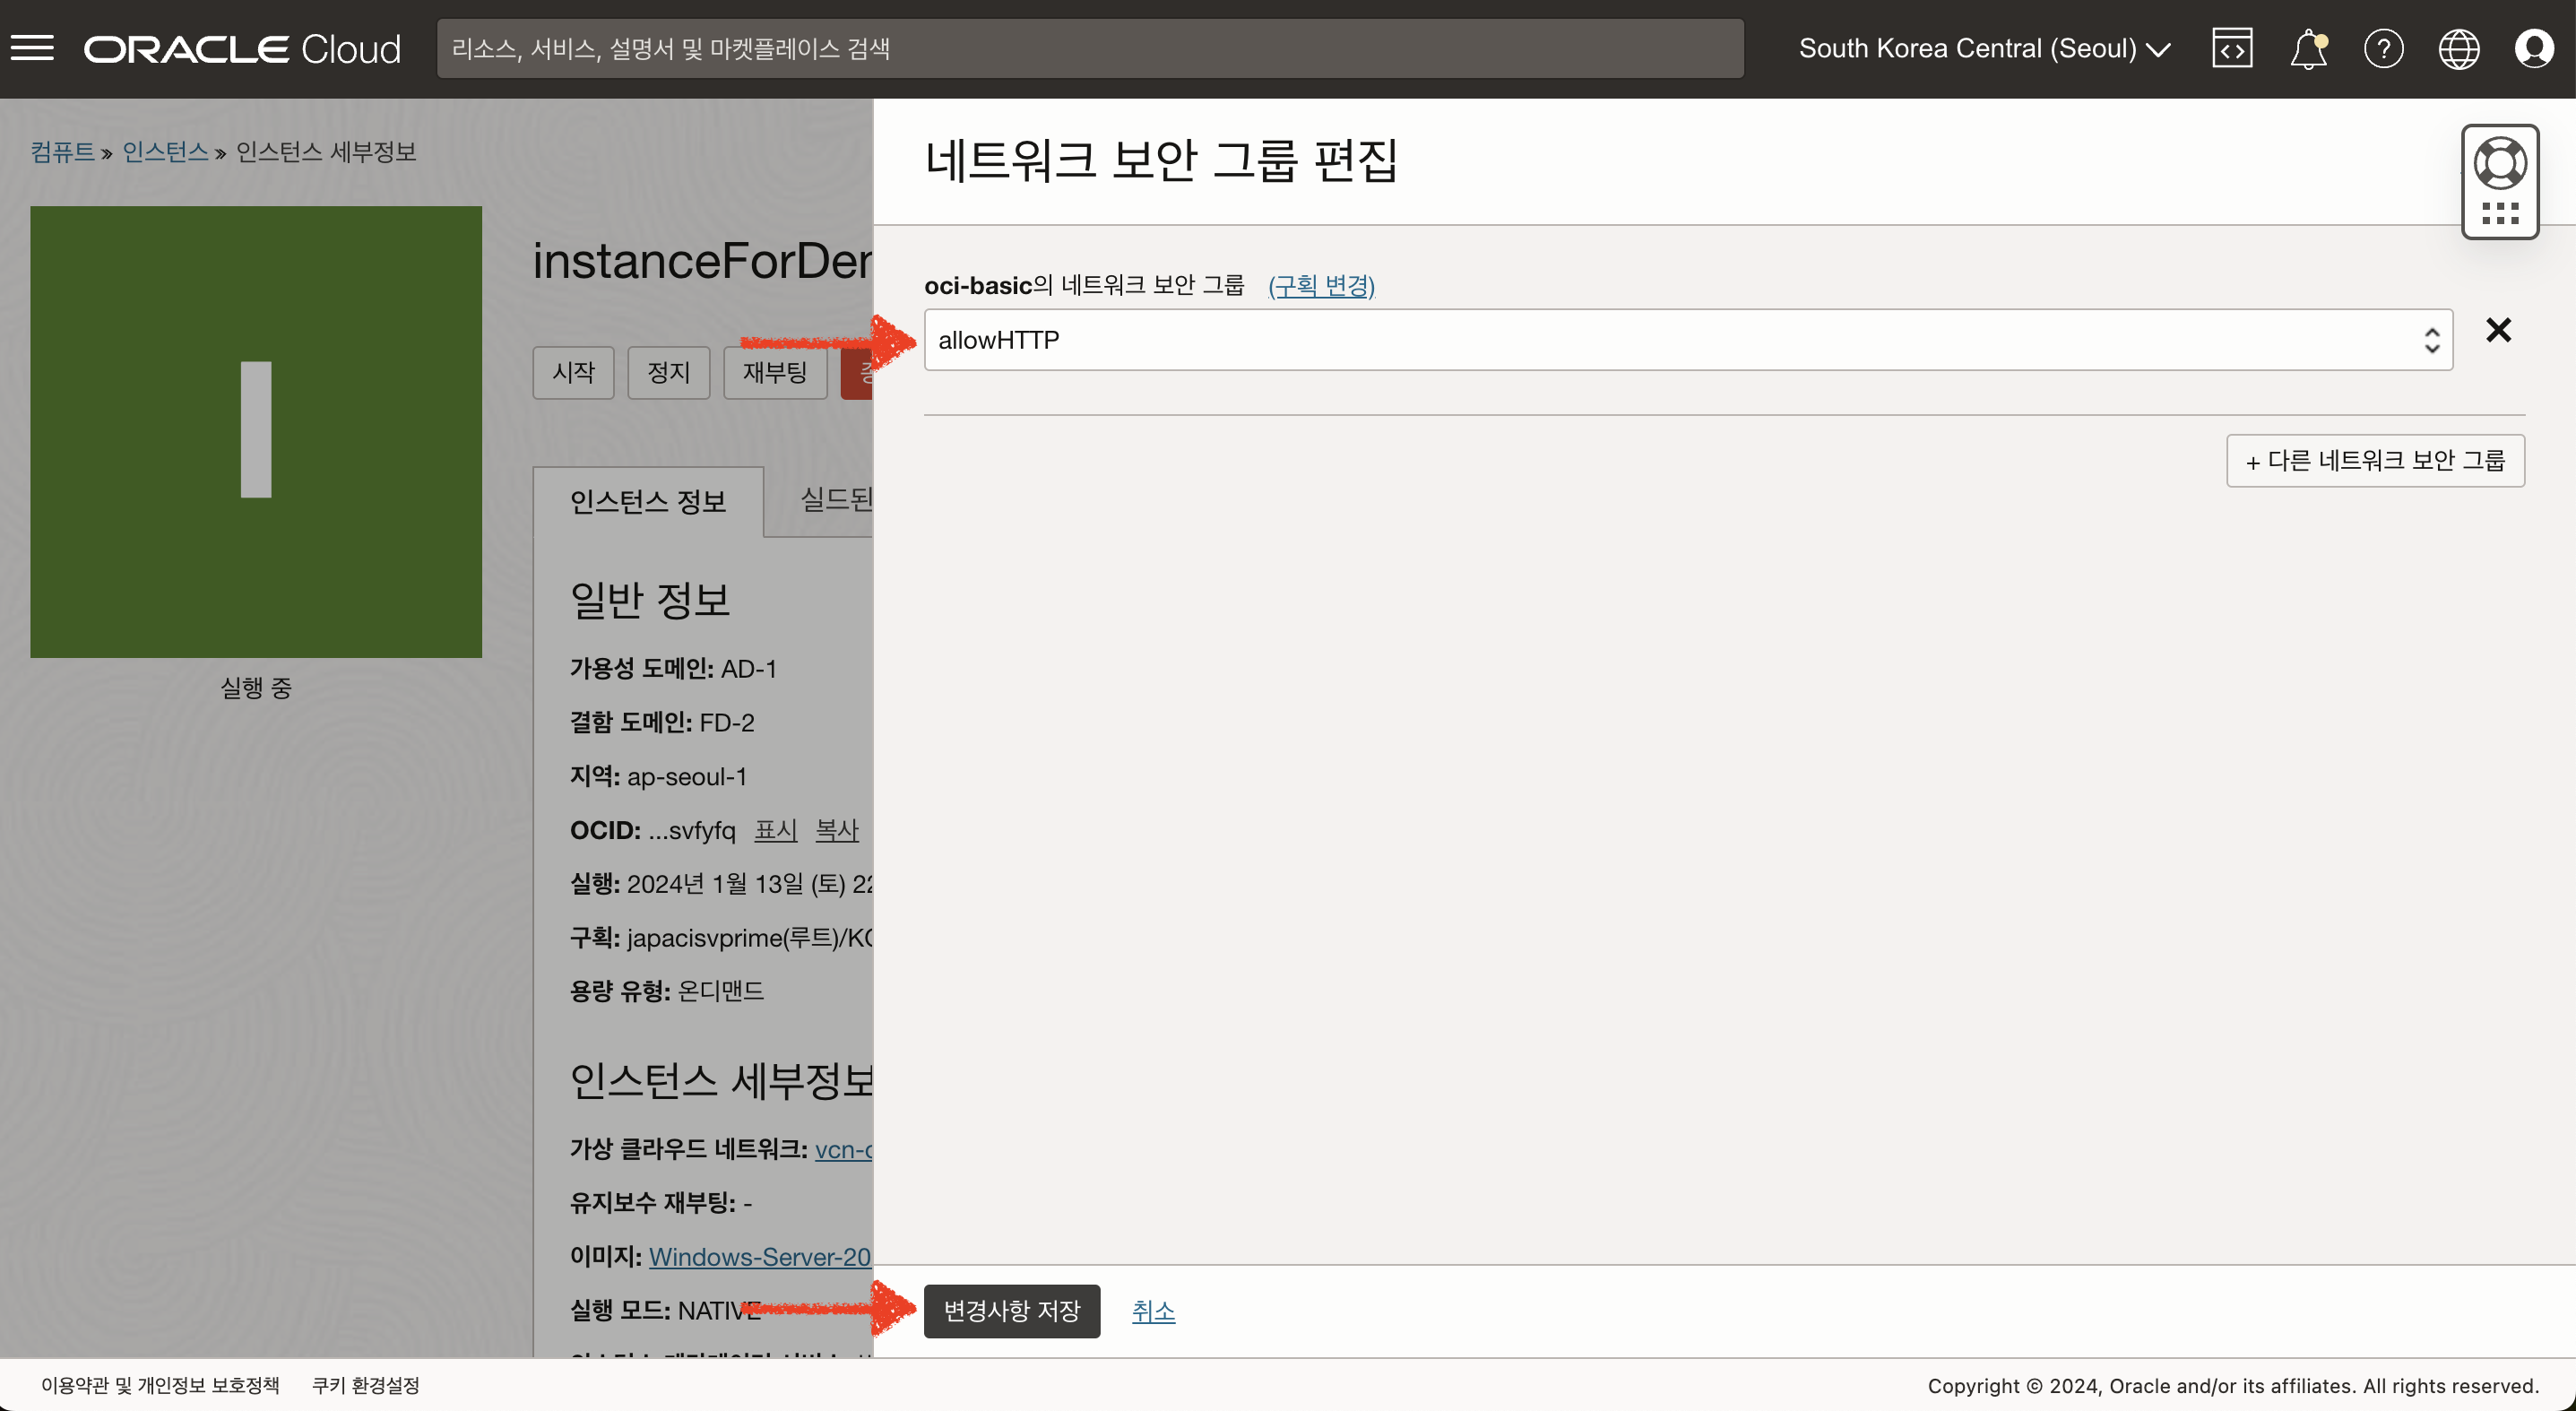 ORACLE Cloud
리소스, 서비스, 설명서 및 마켓플레이스 검색
South Korea Central (Seoul)
컴퓨트 » 인스턴스 » 인스턴스 세부정보
I
실행 중
instanceForDer
시작
정지
재부팅
인스턴스 정보
실드된
일반 정보
가용성 도메인: AD-1
결함 도메인: FD-2
지역: ap-seoul-1
OCID: ...svfyfq 표시 복사
실행: 2024년 1월 13일 (토) 22
구획: japacisvprime(루트)/KO
용량 유형: 온디맨드
인스턴스 세부정보
가상 클라우드 네트워크: vcn-o
유지보수 재부팅: -
이미지: Windows-Server-20
실행 모드: NATIVE
네트워크 보안 그룹 편집
oci-basic의 네트워크 보안 그룹 (구획 변경)
allowHTTP
+ 다른 네트워크 보안 그룹
변경사항 저장
취소
이용약관 및 개인정보 보호정책
쿠키 환경설정
Copyright © 2024, Oracle and/or its affiliates. All rights reserved.